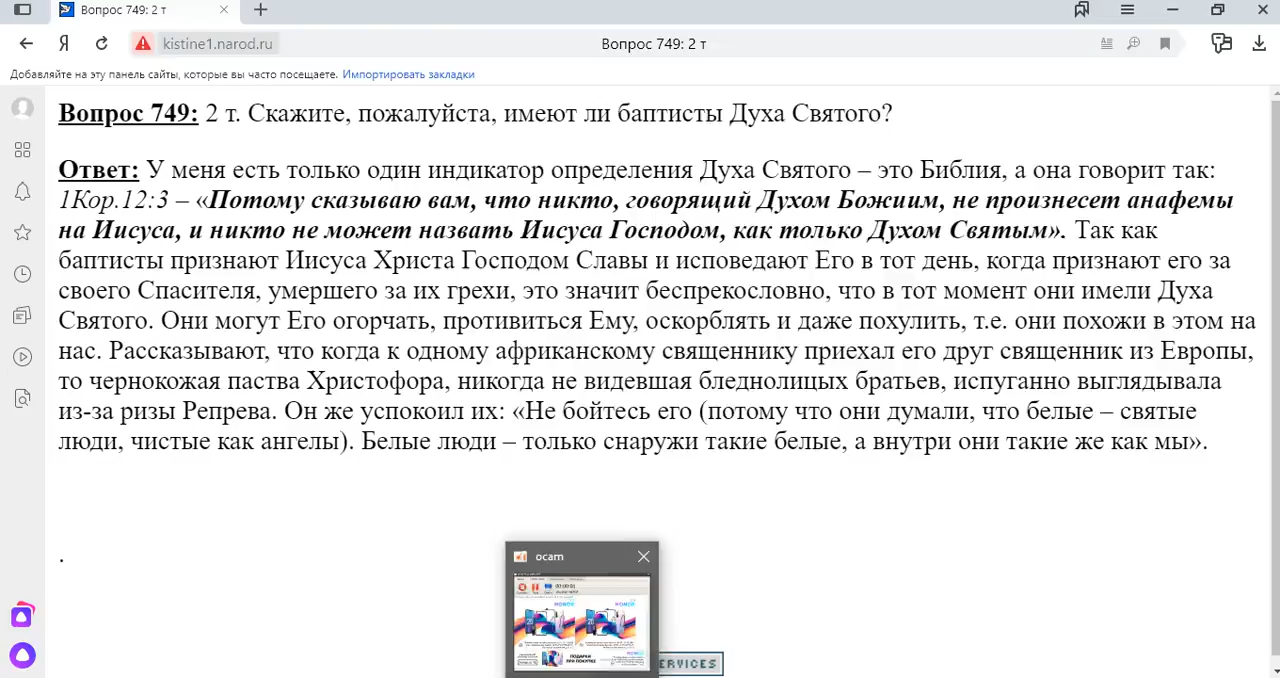 Вопрос 749: 2 т
Я
kistine1.narod.ru
Вопрос 749: 2 т
Добавляйте на эту панель сайты, которые вы часто посещаете. Импортировать закладки
Вопрос 749: 2 т. Скажите, пожалуйста, имеют ли баптисты Духа Святого?
Ответ: У меня есть только один индикатор определения Духа Святого – это Библия, а она говорит так:
1Кор.12:3 – «Потому сказываю вам, что никто, говорящий Духом Божиим, не произнесет анафемы
на Иисуса, и никто не может назвать Иисуса Господом, как только Духом Святым». Так как
баптисты признают Иисуса Христа Господом Славы и исповедают Его в тот день, когда признают его за
своего Спасителя, умершего за их грехи, это значит беспрекословно, что в тот момент они имели Духа
Святого. Они могут Его огорчать, противиться Ему, оскорблять и даже похулить, т.е. они похожи в этом на
нас. Рассказывают, что когда к одному африканскому священнику приехал его друг священник из Европы,
то чернокожая паства Христофора, никогда не видевшая бледнолицых братьев, испуганно выглядывала
из-за ризы Репрева. Он же успокоил их: «Не бойтесь его (потому что они думали, что белые – святые
люди, чистые как ангелы). Белые люди – только снаружи такие белые, а внутри они такие же как мы».
.
ocam
HONOR HONOR
ПОДАРКИ
ПРИ ПОКУПКЕ
ERVICES